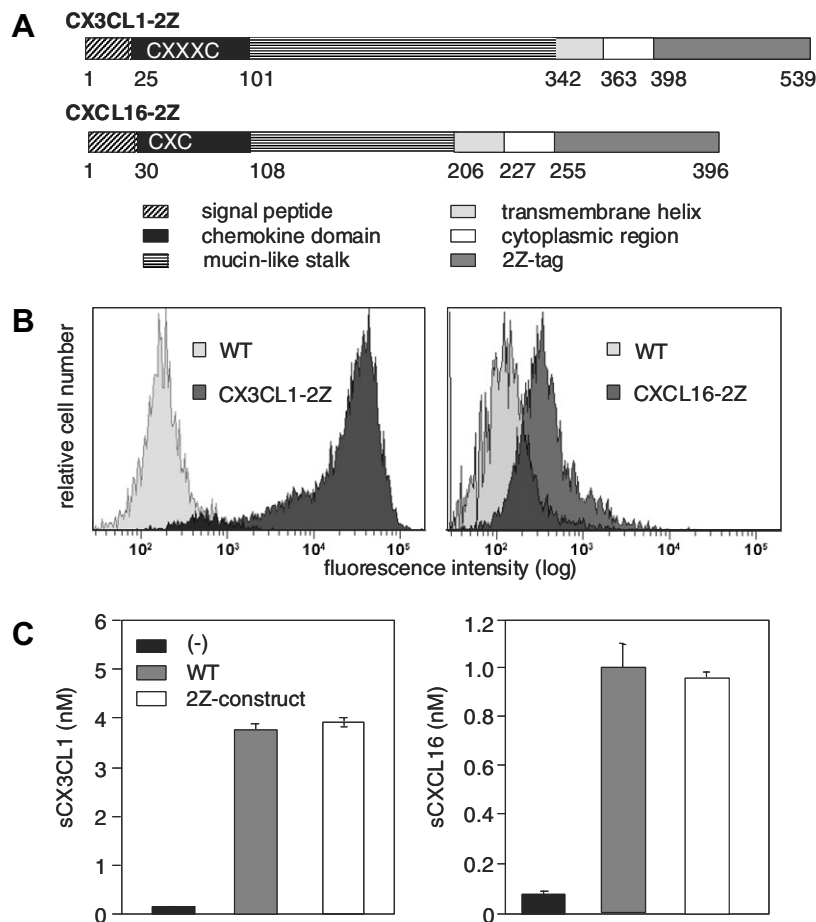 A
CX3CL1-2Z
CXXXC
1 25 101 342 363 398 539
CXCL16-2Z
CXC
1 30 108 206 227 255 396
signal peptide transmembrane helix
chemokine domain cytoplasmic region
mucin-like stalk 2Z-tag
B
relative cell number
WT
CX3CL1-2Z
10² 10³ 10⁴ 10⁵
WT
CXCL16-2Z
10² 10³ 10⁴ 10⁵
fluorescence intensity (log)
C
sCX3CL1 (nM)
6
5
4
3
2
1
0
(-)
WT
2Z-construct
sCXCL16 (nM)
1.2
1.0
0.8
0.6
0.4
0.2
0